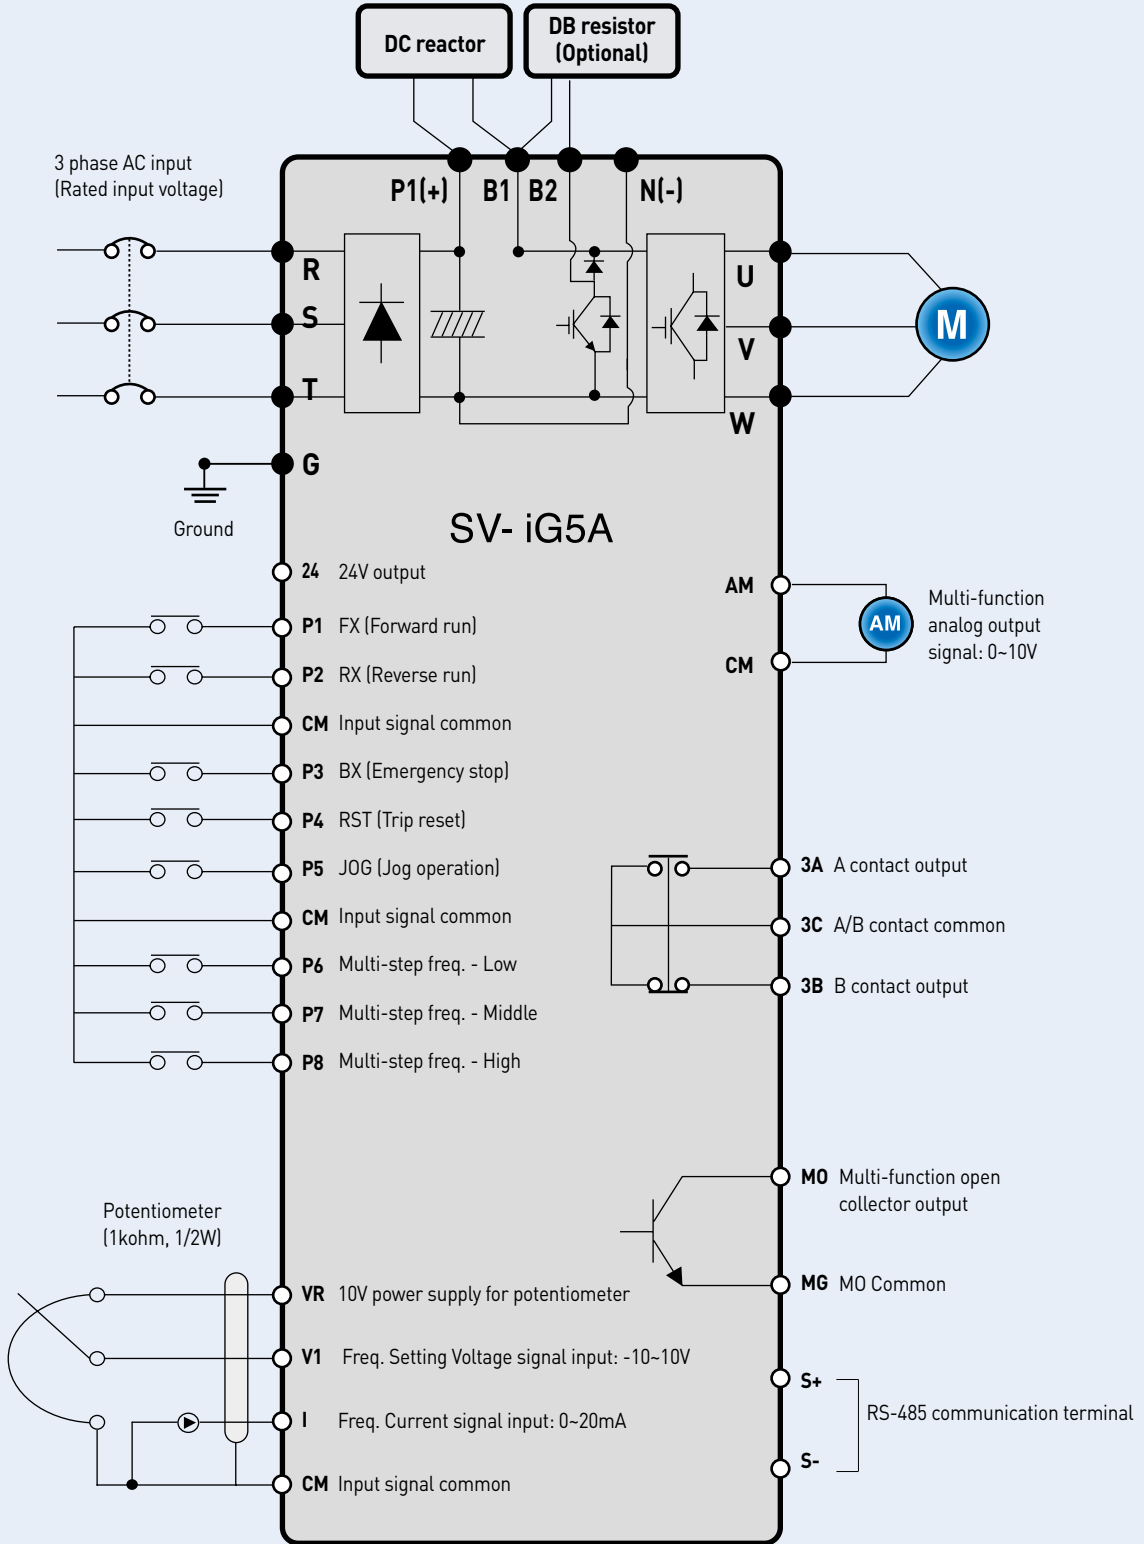 DC reactor
DB resistor
(Optional)
3 phase AC input
(Rated input voltage)
P1(+)
B1
B2
N(-)
R
S
T
G
U
V
W
M
Ground
SV- iG5A
24 24V output
P1 FX (Forward run)
P2 RX (Reverse run)
CM Input signal common
P3 BX (Emergency stop)
P4 RST (Trip reset)
P5 JOG (Jog operation)
CM Input signal common
P6 Multi-step freq. - Low
P7 Multi-step freq. - Middle
P8 Multi-step freq. - High
AM
CM
AM
Multi-function
analog output
signal: 0~10V
3A A contact output
3C A/B contact common
3B B contact output
MO Multi-function open
collector output
MG MO Common
Potentiometer
(1kohm, 1/2W)
VR 10V power supply for potentiometer
V1 Freq. Setting Voltage signal input: -10~10V
I Freq. Current signal input: 0~20mA
CM Input signal common
S+
S-
RS-485 communication terminal